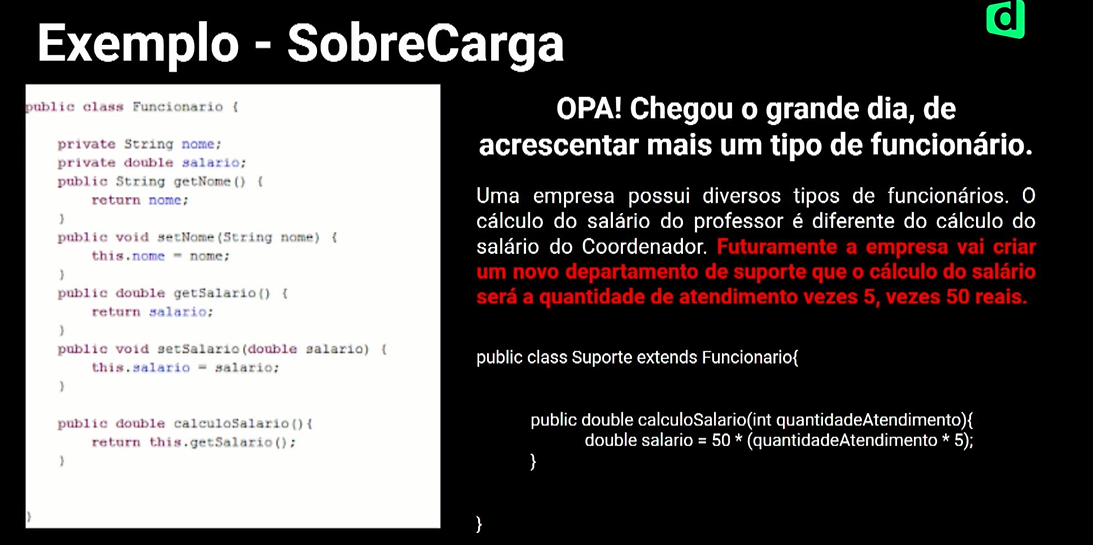 Exemplo - SobreCarga
d
public class Funcionario {
private String nome;
private double salario;
public String getNome() {
return nome;
}
public void setNome(String nome) {
this.nome = nome;
}
public double getSalario() {
return salario;
}
public void setSalario(double salario) {
this.salario = salario;
}
public double calculoSalario(){
return this.getSalario();
}
}
OPA! Chegou o grande dia, de
acrescentar mais um tipo de funcionário.
Uma empresa possui diversos tipos de funcionários. O
cálculo do salário do professor é diferente do cálculo do
salário do Coordenador. Futuramente a empresa vai criar
um novo departamento de suporte que o cálculo do salário
será a quantidade de atendimento vezes 5, vezes 50 reais.
public class Suporte extends Funcionario{
public double calculoSalario(int quantidadeAtendimento){
double salario = 50 * (quantidadeAtendimento * 5);
}
}